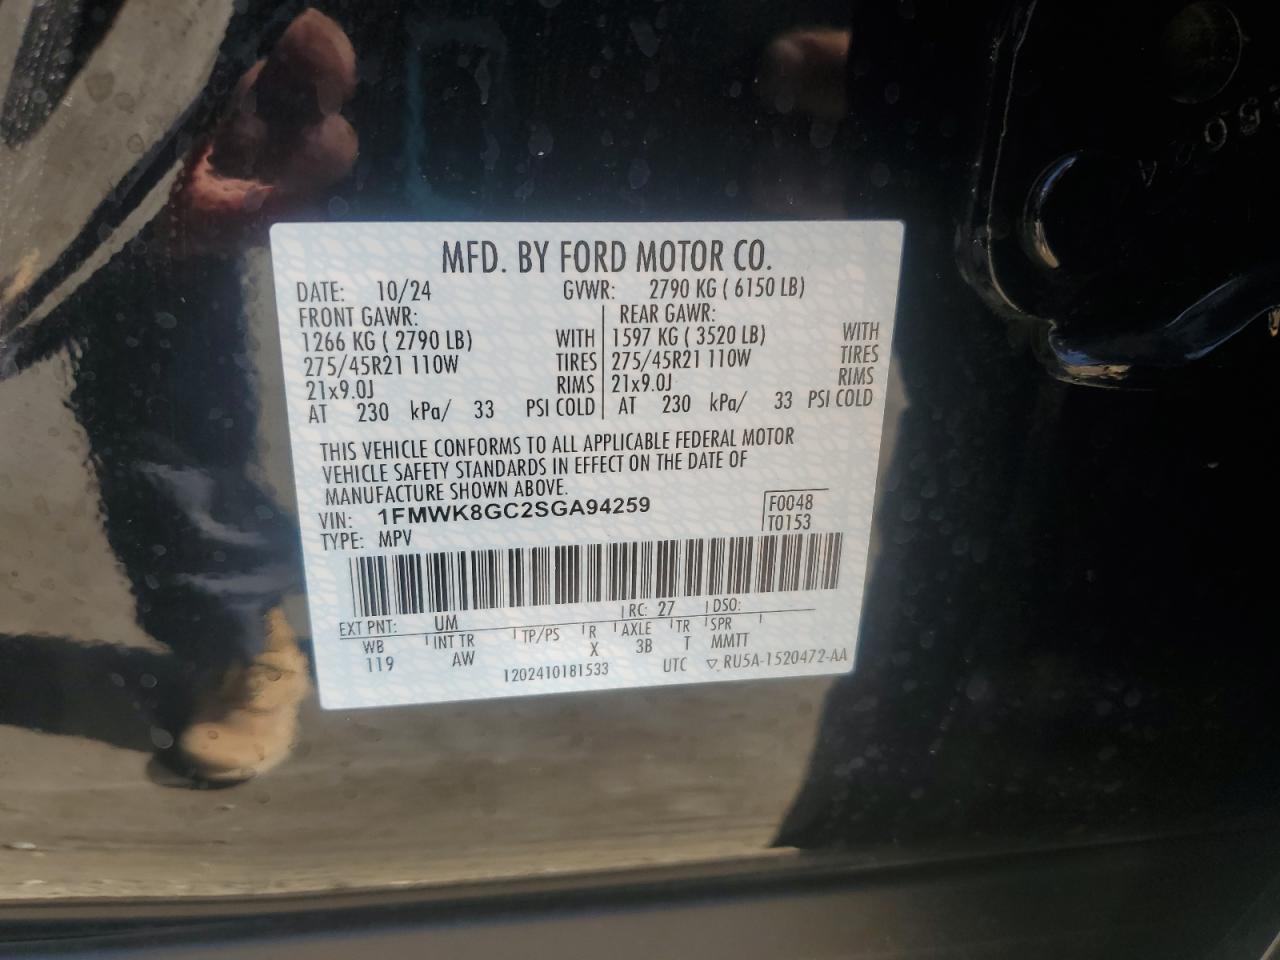 MFD. BY FORD MOTOR CO.
DATE: 10/24 GVWR: 2790 KG ( 6150 LB)
FRONT GAWR: REAR GAWR:
1266 KG ( 2790 LB) WITH 1597 KG ( 3520 LB) WITH
275/45R21 110W TIRES 275/45R21 110W TIRES
21x9.0J RIMS 21x9.0J RIMS
AT 230 kPa/ 33 PSI COLD AT 230 kPa/ 33 PSI COLD
THIS VEHICLE CONFORMS TO ALL APPLICABLE FEDERAL MOTOR
VEHICLE SAFETY STANDARDS IN EFFECT ON THE DATE OF
MANUFACTURE SHOWN ABOVE.
VIN: 1FMWK8GC2SGA94259 F0048
TYPE: MPV T0153
EXT PNT: UM RC: 27 DSO:
WB INT TR TP/PS R AXLE TR SPR
119 AW X 3B T MMTT
1202410181533 UTC RU5A-1520472-AA